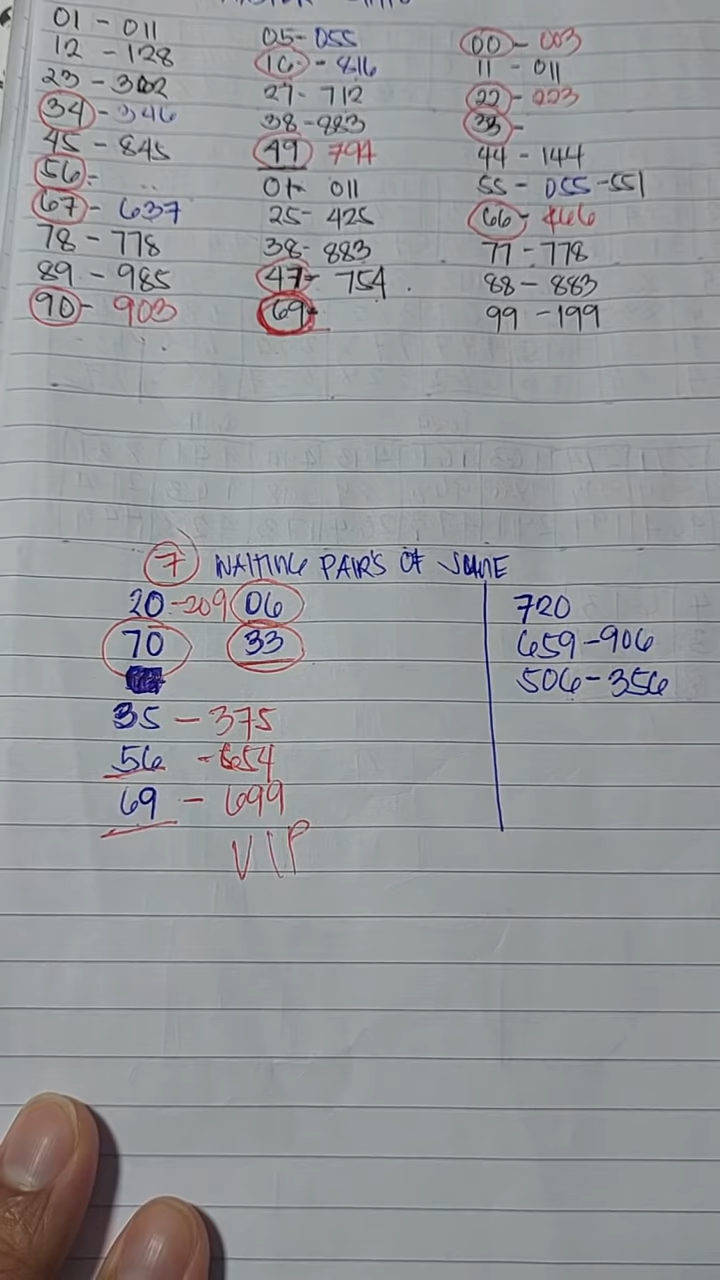 01 - 011
12 - 128
23 - 302
34 - 346
45 - 845
56 -
67 - 637
78 - 778
89 - 985
90 - 903
05 - 055
16 - 816
27 - 712
38 - 883
49 794
01 - 011
25 - 425
38 - 883
47 - 754
69 -
00 - 003
11 - 011
22 - 223
33 -
44 - 144
55 - 055 - 551
66 - 466
77 - 778
88 - 883
99 - 199
7 WAITING PAIRS OF JUNE
20 - 209 06
70 33
35 - 375
56 - 654
69 - 699
VIP
720
659 - 906
506 - 356